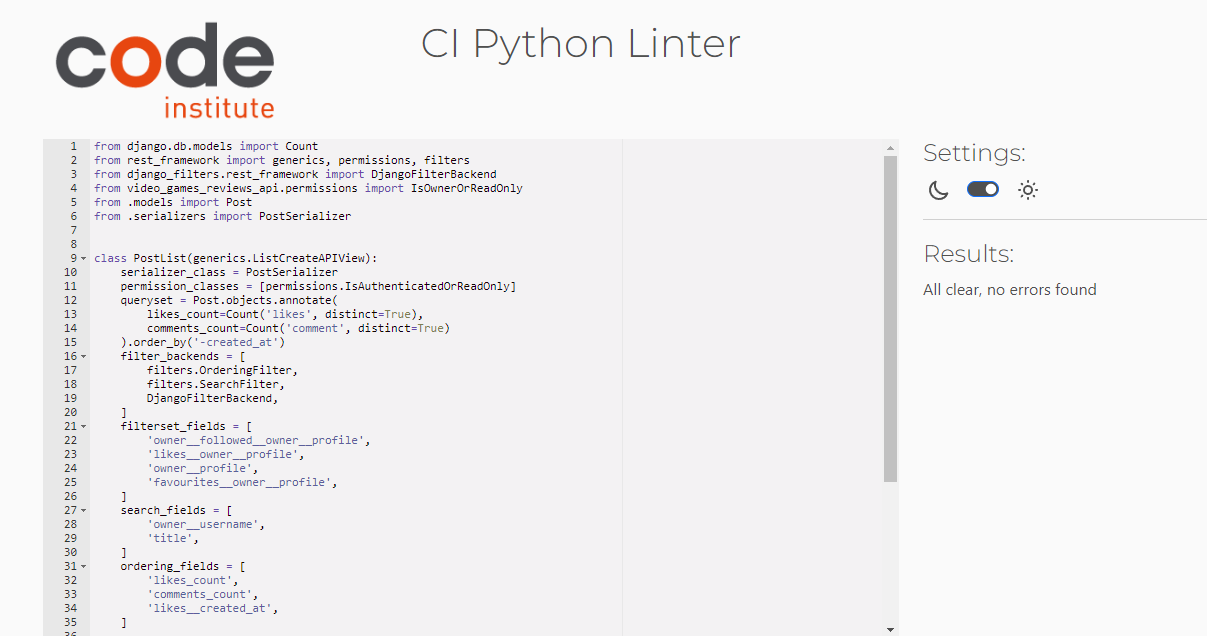 code
institute
CI Python Linter
1 from django.db.models import Count
2 from rest_framework import generics, permissions, filters
3 from django_filters.rest_framework import DjangoFilterBackend
4 from video_games_reviews_api.permissions import IsOwnerOrReadOnly
5 from .models import Post
6 from .serializers import PostSerializer
7
8
9 class PostList(generics.ListCreateAPIView):
10     serializer_class = PostSerializer
11     permission_classes = [permissions.IsAuthenticatedOrReadOnly]
12     queryset = Post.objects.annotate(
13         likes_count=Count('likes', distinct=True),
14         comments_count=Count('comment', distinct=True)
15     ).order_by('-created_at')
16     filter_backends = [
17         filters.OrderingFilter,
18         filters.SearchFilter,
19         DjangoFilterBackend,
20     ]
21     filterset_fields = [
22         'owner__followed__owner__profile',
23         'likes__owner__profile',
24         'owner__profile',
25         'favourites__owner__profile',
26     ]
27     search_fields = [
28         'owner__username',
29         'title',
30     ]
31     ordering_fields = [
32         'likes_count',
33         'comments_count',
34         'likes__created_at',
35     ]
36
Settings:
Results:
All clear, no errors found